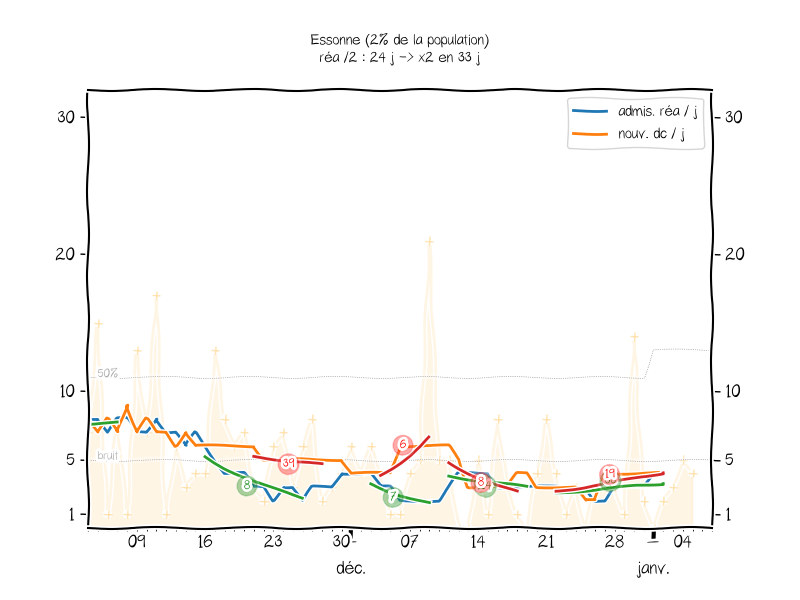 Essonne (2% de la population)
réa /2 : 24 j -> x2 en 33 j
admis. réa / j
nouv. dc / j
30 30
20 20
50%
10 10
6
39 8 19
8 7
bruit
5 5
1 1
09 16 23 30 07 14 21 28 04
déc. janv.